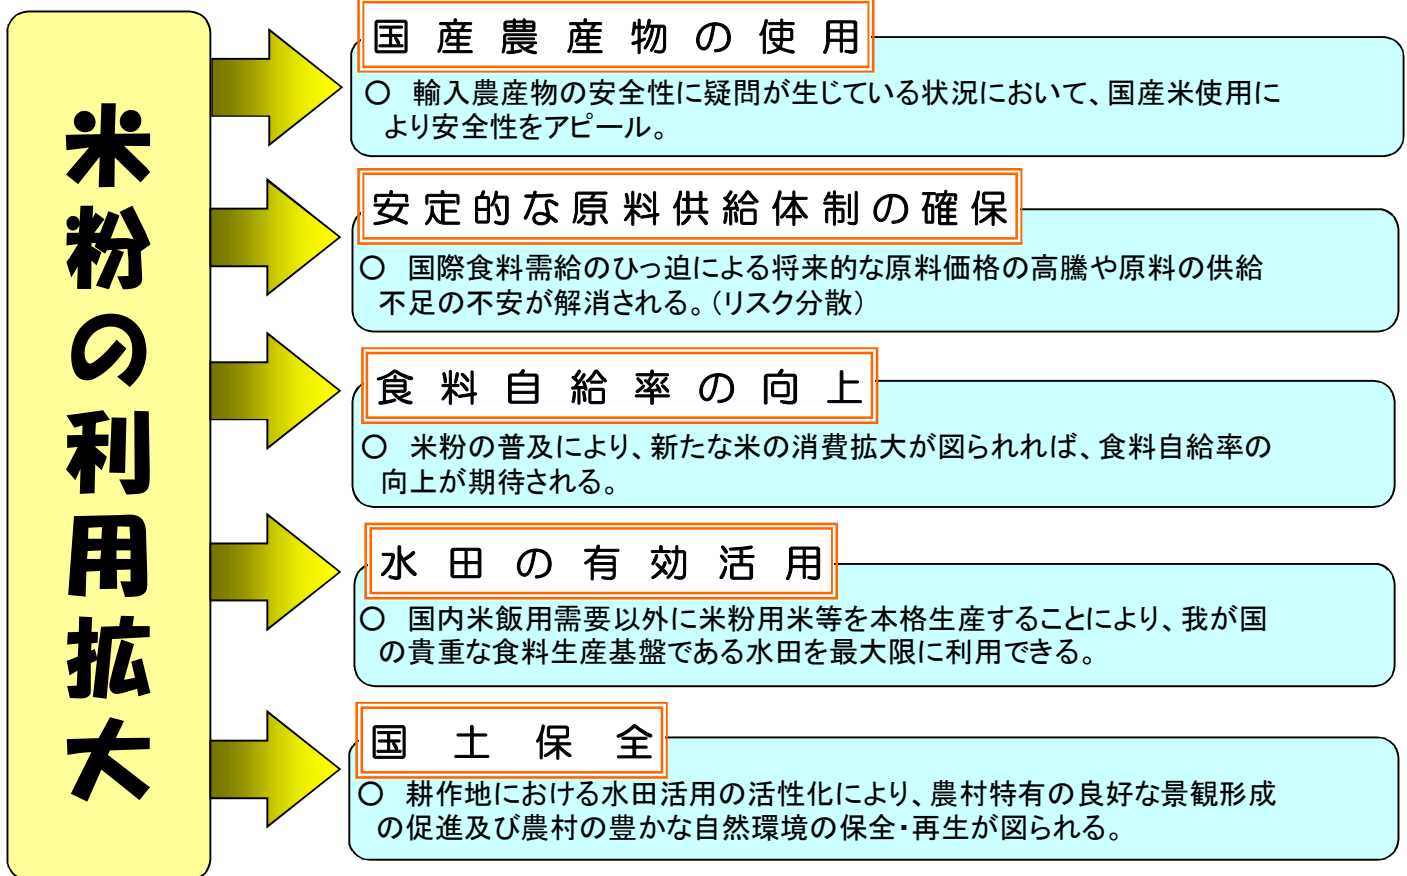 米粉の利用拡大
国産農産物の使用
○ 輸入農産物の安全性に疑問が生じている状況において、国産米使用に
より安全性をアピール。
安定的な原料供給体制の確保
○ 国際食料需給のひっ迫による将来的な原料価格の高騰や原料の供給
不足の不安が解消される。(リスク分散)
食料自給率の向上
○ 米粉の普及により、新たな米の消費拡大が図られれば、食料自給率の
向上が期待される。
水田の有効活用
○ 国内米飯用需要以外に米粉用米等を本格生産することにより、我が国
の貴重な食料生産基盤である水田を最大限に利用できる。
国土保全
○ 耕作地における水田活用の活性化により、農村特有の良好な景観形成
の促進及び農村の豊かな自然環境の保全・再生が図られる。